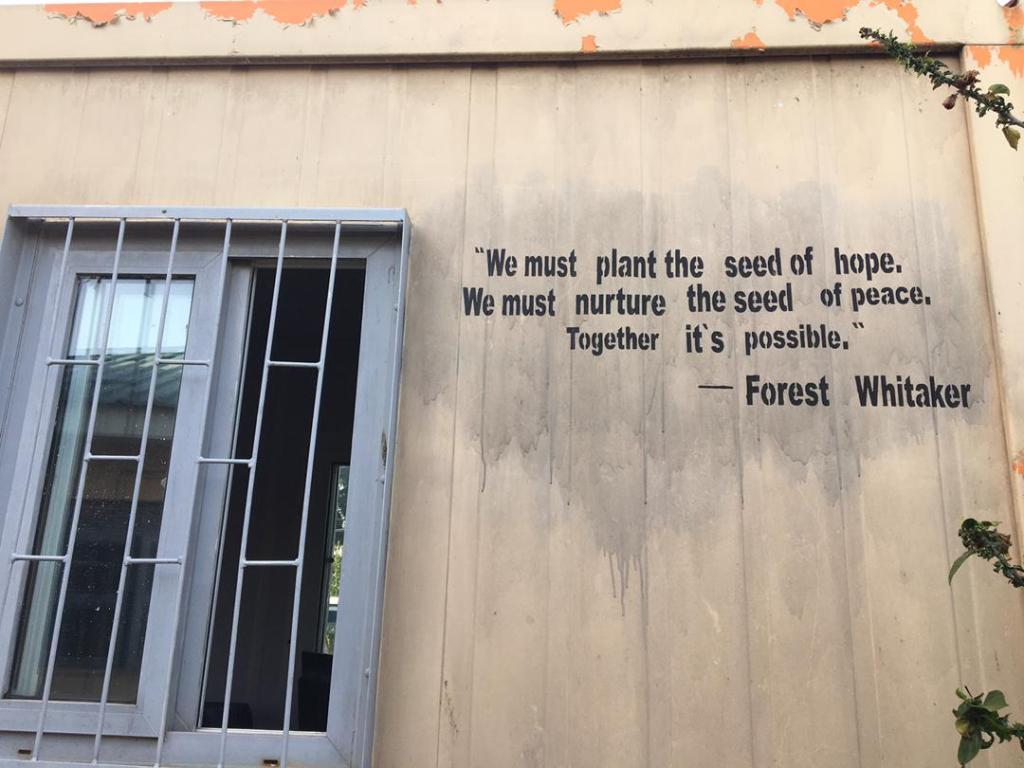 "We must plant the seed of hope.
We must nurture the seed of peace.
Together it`s possible."
— Forest Whitaker